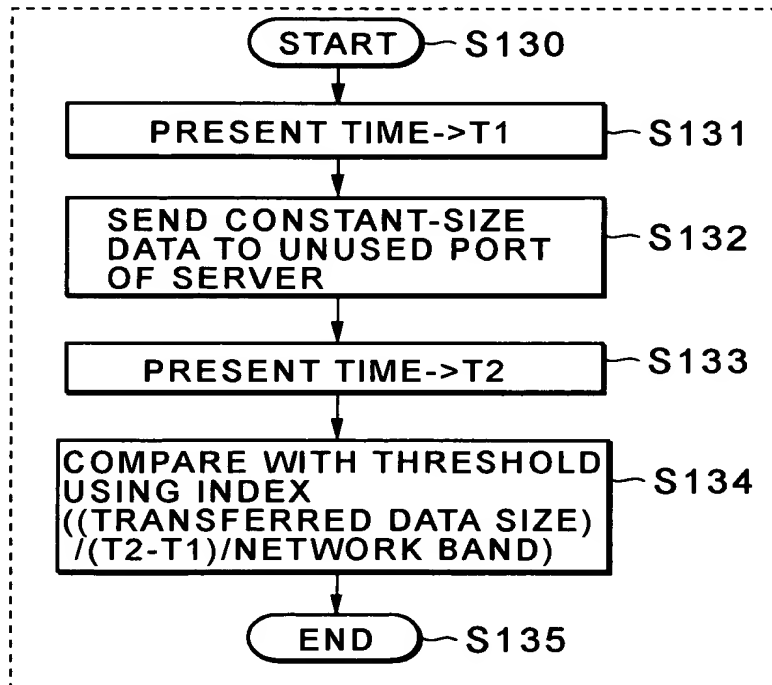 START
S130
PRESENT TIME->T1
S131
SEND CONSTANT-SIZE
DATA TO UNUSED PORT
OF SERVER
S132
PRESENT TIME->T2
S133
COMPARE WITH THRESHOLD
USING INDEX
((TRANSFERRED DATA SIZE)
/(T2-T1)/NETWORK BAND)
S134
END
S135